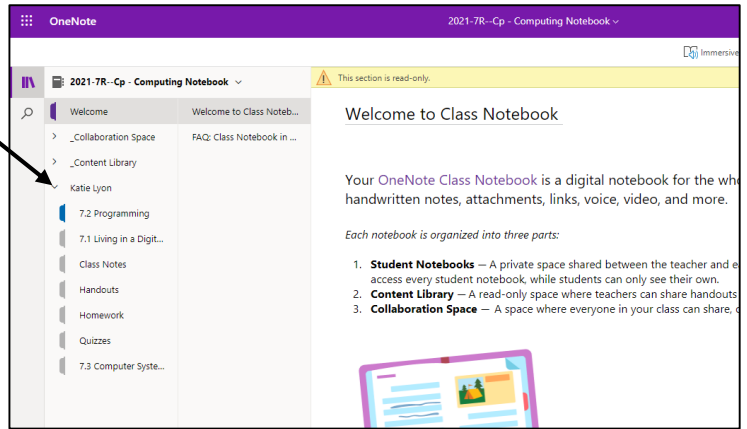 OneNote
2021-7R--Cp - Computing Notebook
Immersive
2021-7R--Cp - Computing Notebook
This section is read-only.
Welcome
_Collaboration Space
_Content Library
Katie Lyon
7.2 Programming
7.1 Living in a Digit...
Class Notes
Handouts
Homework
Quizzes
7.3 Computer Syste...
Welcome to Class Noteb...
FAQ: Class Notebook in ...
Welcome to Class Notebook
Your OneNote Class Notebook is a digital notebook for the
handwritten notes, attachments, links, voice, video, and more.
Each notebook is organized into three parts:
1. Student Notebooks — A private space shared between the teacher and
access every student notebook, while students can only see their own.
2. Content Library — A read-only space where teachers can share handouts
3. Collaboration Space — A space where everyone in your class can share,